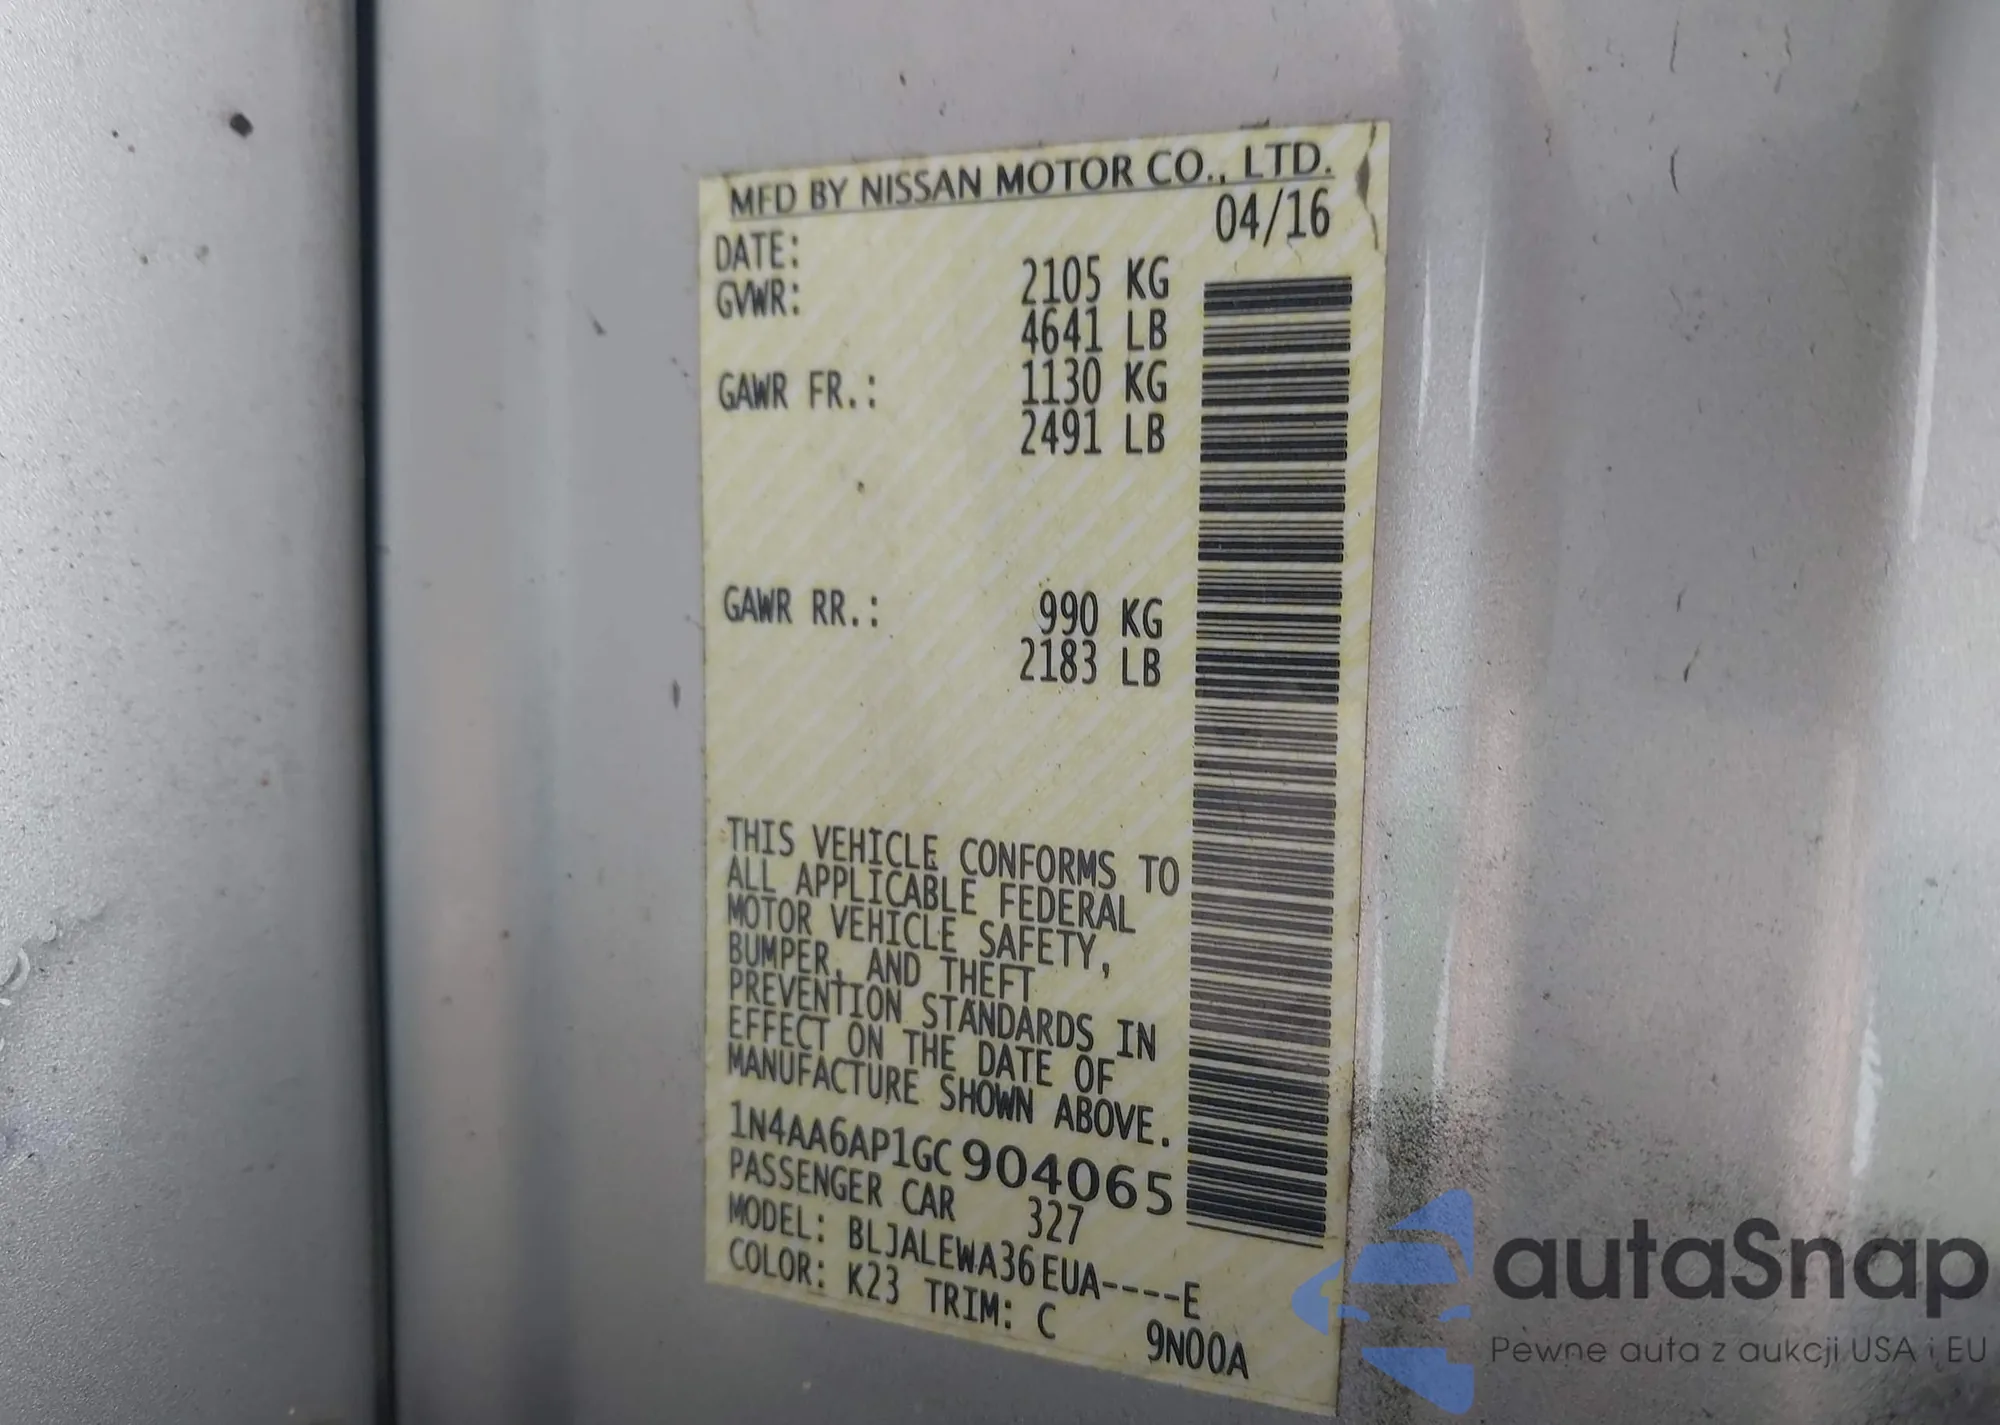 MFD BY NISSAN MOTOR CO., LTD.
DATE: 04/16
GVWR: 2105 KG
4641 LB
GAWR FR.: 1130 KG
2491 LB
GAWR RR.: 990 KG
2183 LB
THIS VEHICLE CONFORMS TO
ALL APPLICABLE FEDERAL
MOTOR VEHICLE SAFETY,
BUMPER, AND THEFT
PREVENTION STANDARDS IN
EFFECT ON THE DATE OF
MANUFACTURE SHOWN ABOVE.
1N4AA6AP1GC904065
PASSENGER CAR 327
MODEL: BLJALEWA36EUA----E
COLOR: K23 TRIM: C 9N00A
autaSnap
Pewne auta z aukcji USA i EU